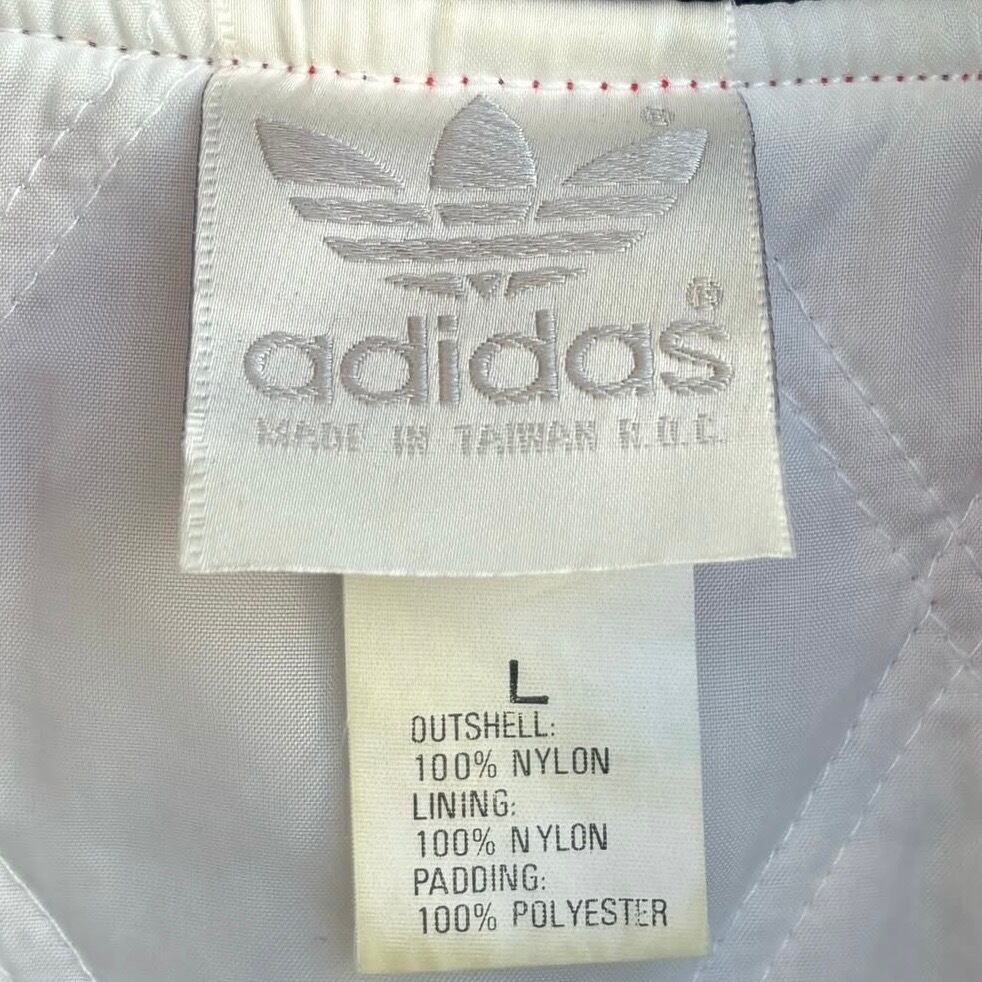 ®
®
adidas
MADE IN TAIWAN R.O.C.
L
OUTSHELL:
100% NYLON
LINING:
100% NYLON
PADDING:
100% POLYESTER